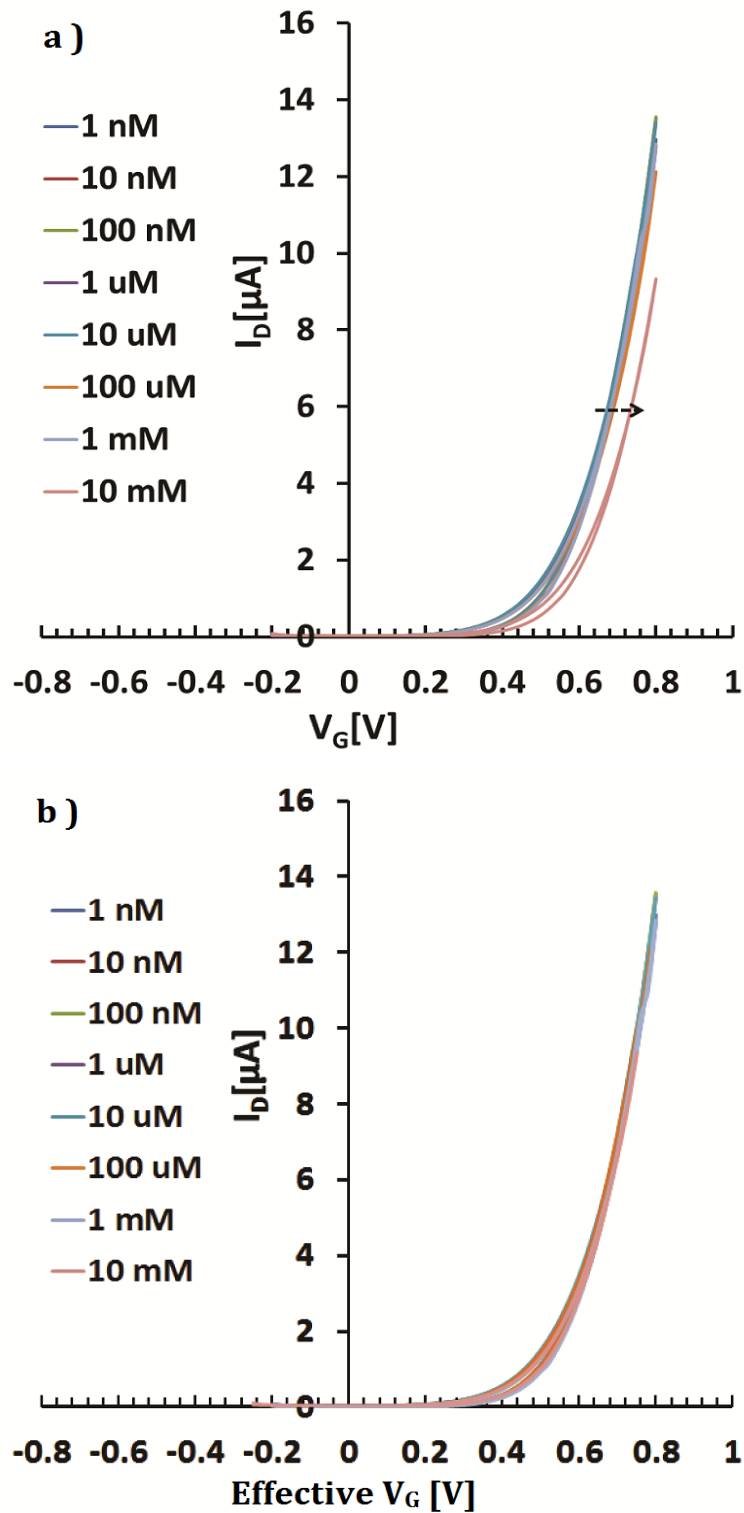 a )
16
14
12
10
8
6
4
2
0
I_D[µA]
1 nM
10 nM
100 nM
1 uM
10 uM
100 uM
1 mM
10 mM
-0.8 -0.6 -0.4 -0.2 0 0.2 0.4 0.6 0.8 1
V_G[V]
b )
16
14
12
10
8
6
4
2
0
I_D[µA]
1 nM
10 nM
100 nM
1 uM
10 uM
100 uM
1 mM
10 mM
-0.8 -0.6 -0.4 -0.2 0 0.2 0.4 0.6 0.8 1
Effective V_G [V]